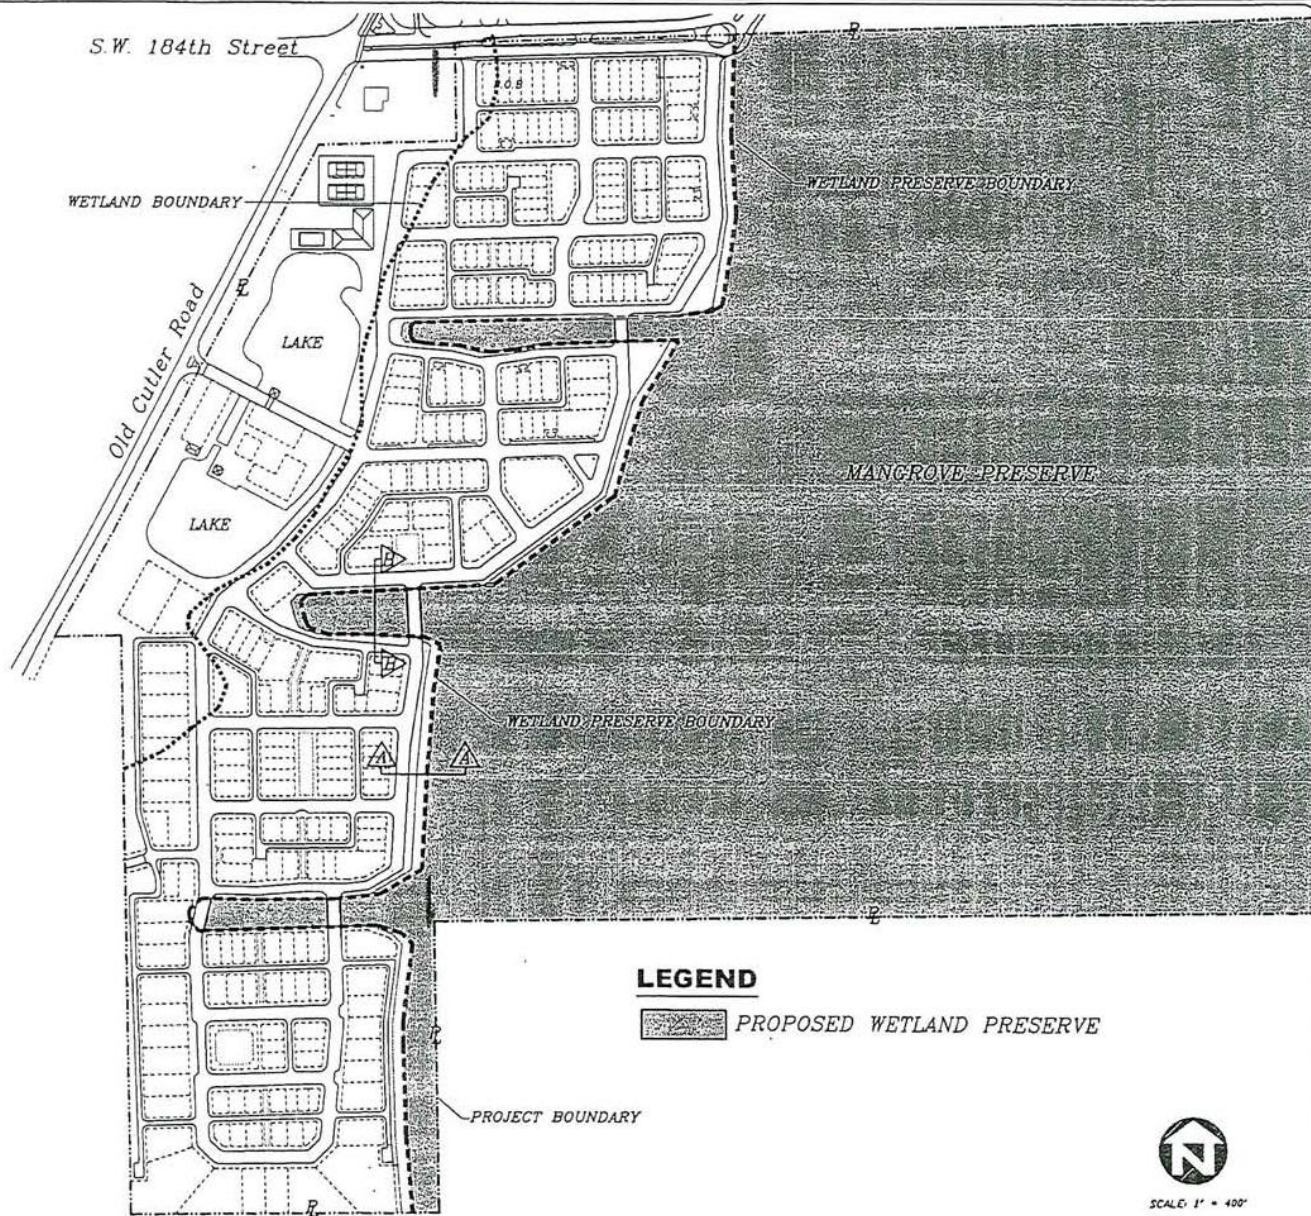 S.W. 184th Street
WETLAND BOUNDARY
WETLAND PRESERVE BOUNDARY
Old Cutler Road
LAKE
MANGROVE PRESERVE
LAKE
B
B
WETLAND PRESERVE BOUNDARY
A
A
LEGEND
PROPOSED WETLAND PRESERVE
PROJECT BOUNDARY
N
SCALE: 1" = 400'